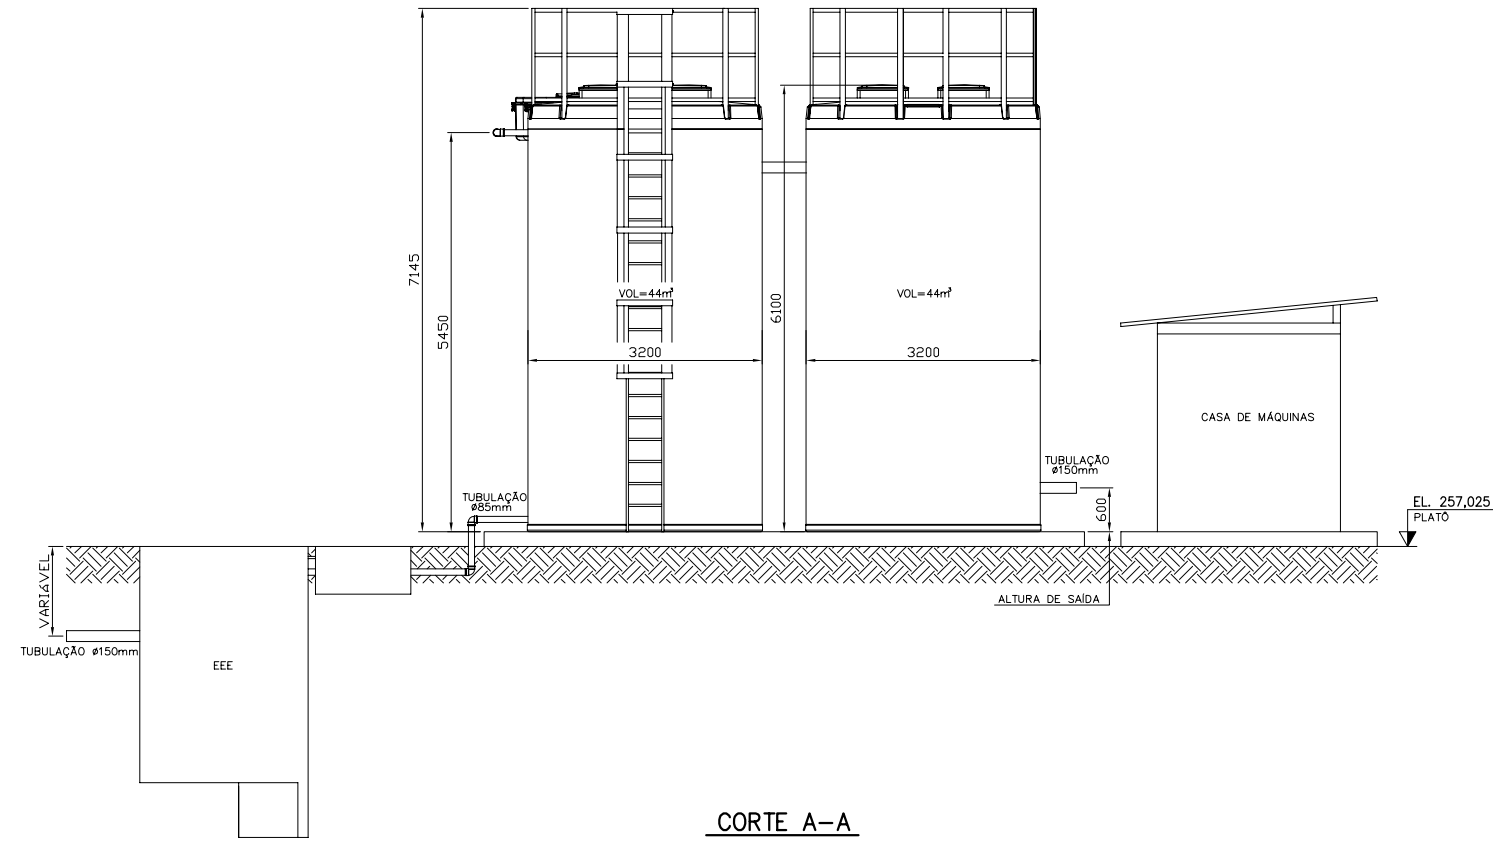 7145
5450
6100
VOL=44m³
VOL=44m³
3200
3200
CASA DE MÁQUINAS
TUBULAÇÃO
ø150mm
600
TUBULAÇÃO
ø85mm
EL. 257,025
PLATÔ
VARIÁVEL
ALTURA DE SAÍDA
TUBULAÇÃO ø150mm
EEE
CORTE A-A